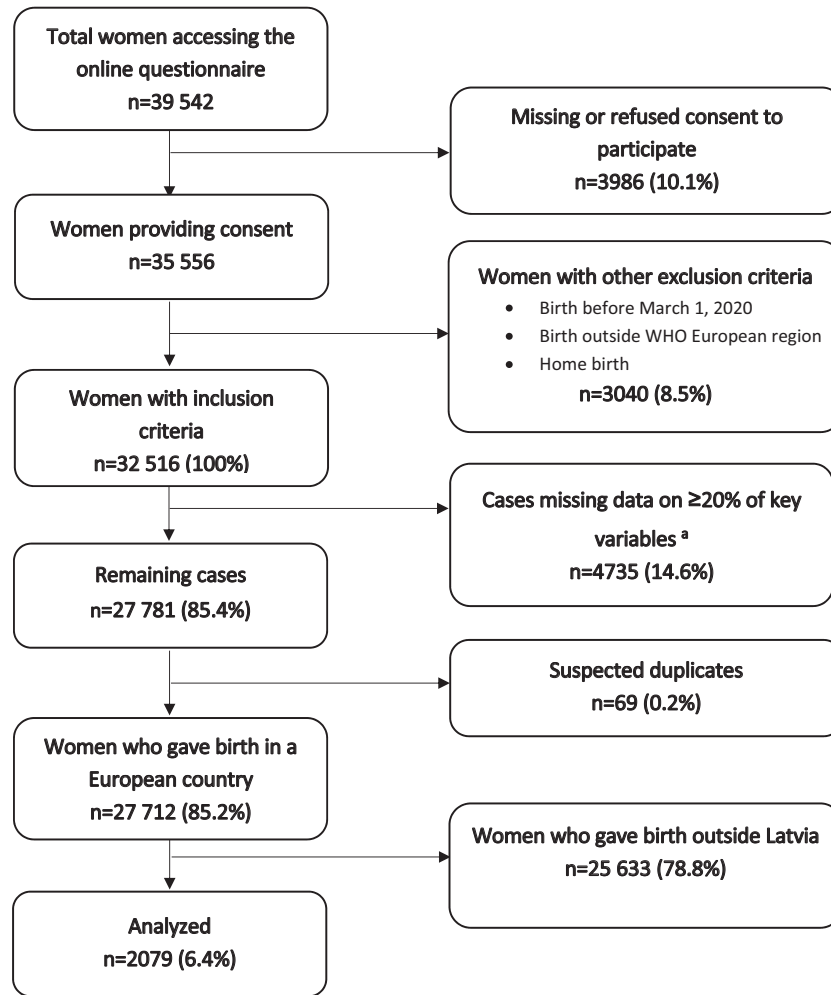 Total women accessing the
online questionnaire
n=39 542
Missing or refused consent to
participate
n=3986 (10.1%)
Women providing consent
n=35 556
Women with other exclusion criteria
• Birth before March 1, 2020
• Birth outside WHO European region
• Home birth
n=3040 (8.5%)
Women with inclusion
criteria
n=32 516 (100%)
Cases missing data on ≥20% of key
variables ª
n=4735 (14.6%)
Remaining cases
n=27 781 (85.4%)
Suspected duplicates
n=69 (0.2%)
Women who gave birth in a
European country
n=27 712 (85.2%)
Women who gave birth outside Latvia
n=25 633 (78.8%)
Analyzed
n=2079 (6.4%)